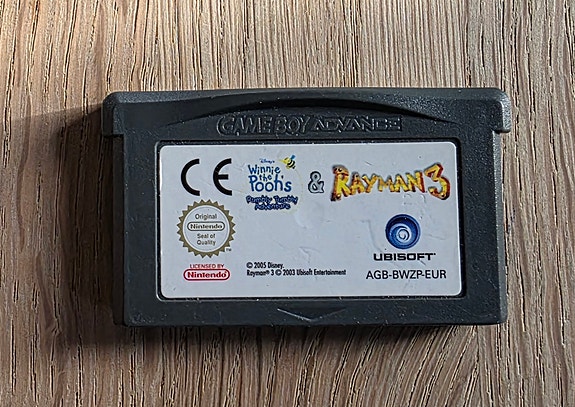 GAME BOY ADVANCE
CE
Disney's
Winnie
the
Pooh's
Rumbly Tumbly
Adventure
&
RAYMAN 3
Original
Nintendo
Seal of
Quality
TM
LICENSED BY
Nintendo
© 2005 Disney.
Rayman® 3 © 2003 Ubisoft Entertainment
UBISOFT
AGB-BWZP-EUR